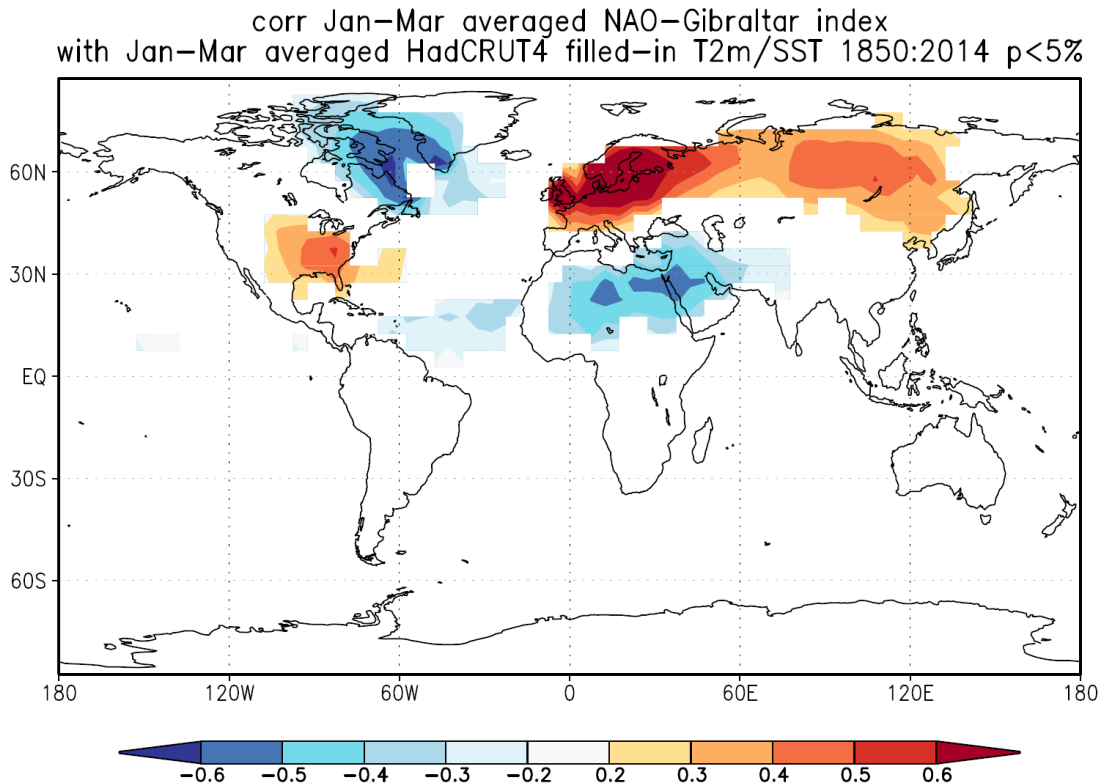 corr Jan−Mar averaged NAO−Gibraltar index
with Jan−Mar averaged HadCRUT4 filled−in T2m/SST 1850:2014 p<5%
60N
30N
EQ
30S
60S
180 120W 60W 0 60E 120E 180
−0.6 −0.5 −0.4 −0.3 −0.2 0.2 0.3 0.4 0.5 0.6